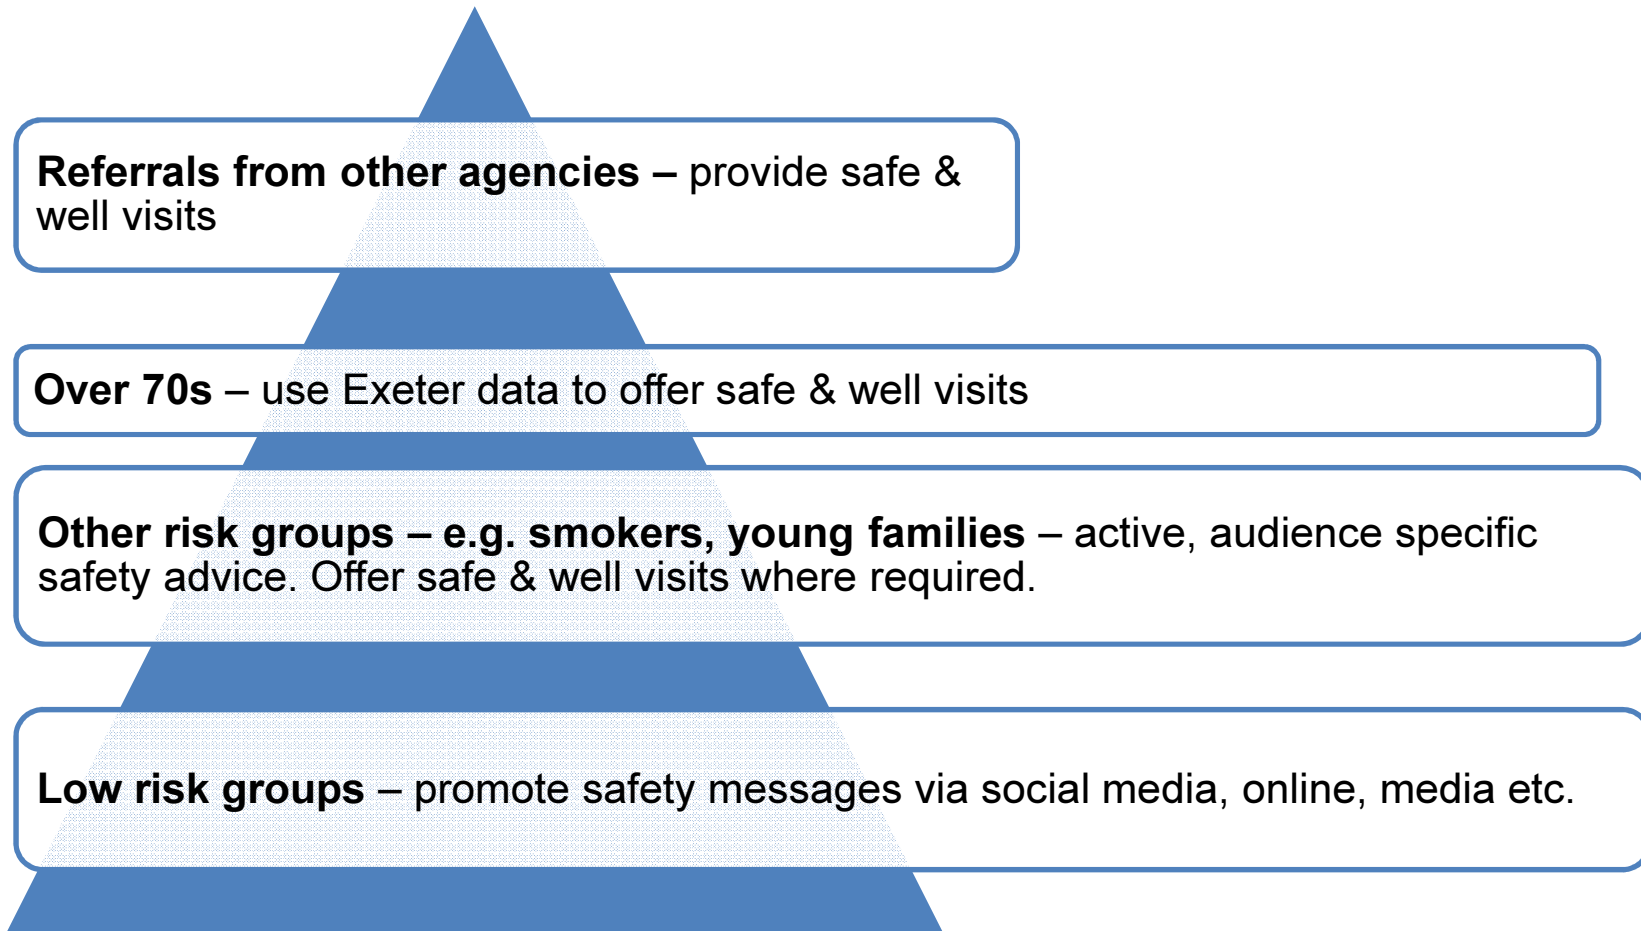 Referrals from other agencies – provide safe &
well visits
Over 70s – use Exeter data to offer safe & well visits
Other risk groups – e.g. smokers, young families – active, audience specific
safety advice. Offer safe & well visits where required.
Low risk groups – promote safety messages via social media, online, media etc.